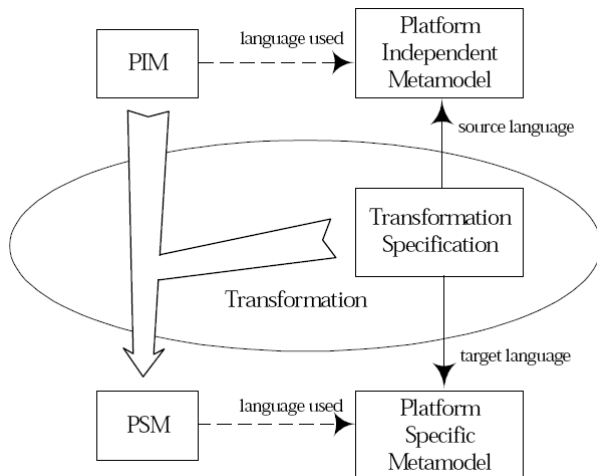 PIM
language used
Platform
Independent
Metamodel
source language
Transformation
Specification
Transformation
target language
PSM
language used
Platform
Specific
Metamodel